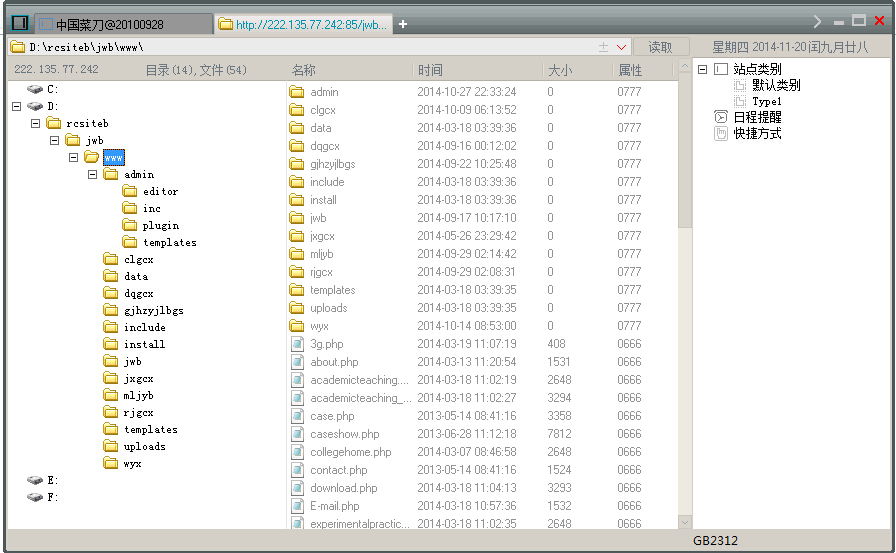 中国菜刀@20100928
http://222.135.77.242:85/jwb...
+
D:\rcsiteb\jwb\www\
读取
星期四 2014-11-20 闰九月廿八
222.135.77.242 目录(14),文件(54)
名称 时间 大小 属性
C:
D:
rcsiteb
jwb
www
admin
editor
inc
plugin
templates
clgcx
data
dqgcx
gjhzyjlbgs
include
install
jwb
jxgcx
mljyb
rjgcx
templates
uploads
wyx
E:
F:
admin 2014-10-27 22:33:24 0 0777
clgcx 2014-10-09 06:13:52 0 0777
data 2014-03-18 03:39:36 0 0777
dqgcx 2014-09-16 00:12:02 0 0777
gjhzyjlbgs 2014-09-22 10:25:48 0 0777
include 2014-03-18 03:39:36 0 0777
install 2014-03-18 03:39:36 0 0777
jwb 2014-09-17 10:17:10 0 0777
jxgcx 2014-05-26 23:29:42 0 0777
mljyb 2014-09-29 02:14:42 0 0777
rjgcx 2014-09-29 02:08:31 0 0777
templates 2014-03-18 03:39:35 0 0777
uploads 2014-03-18 03:39:35 0 0777
wyx 2014-10-14 08:53:00 0 0777
3g.php 2014-03-19 11:07:19 408 0666
about.php 2014-03-13 11:20:54 1531 0666
academicteaching.... 2014-03-18 11:02:19 2648 0666
academicteaching_... 2014-03-18 11:02:27 3294 0666
case.php 2013-05-14 08:41:16 3358 0666
caseshow.php 2013-06-28 11:12:18 7812 0666
collegehome.php 2014-03-07 08:46:58 2648 0666
contact.php 2013-05-14 08:41:16 1524 0666
download.php 2014-03-18 11:04:13 3293 0666
E-mail.php 2014-03-18 10:57:36 1532 0666
experimentalpractic... 2014-03-18 11:02:35 2648 0666
站点类别
默认类别
Type1
日程提醒
快捷方式
GB2312